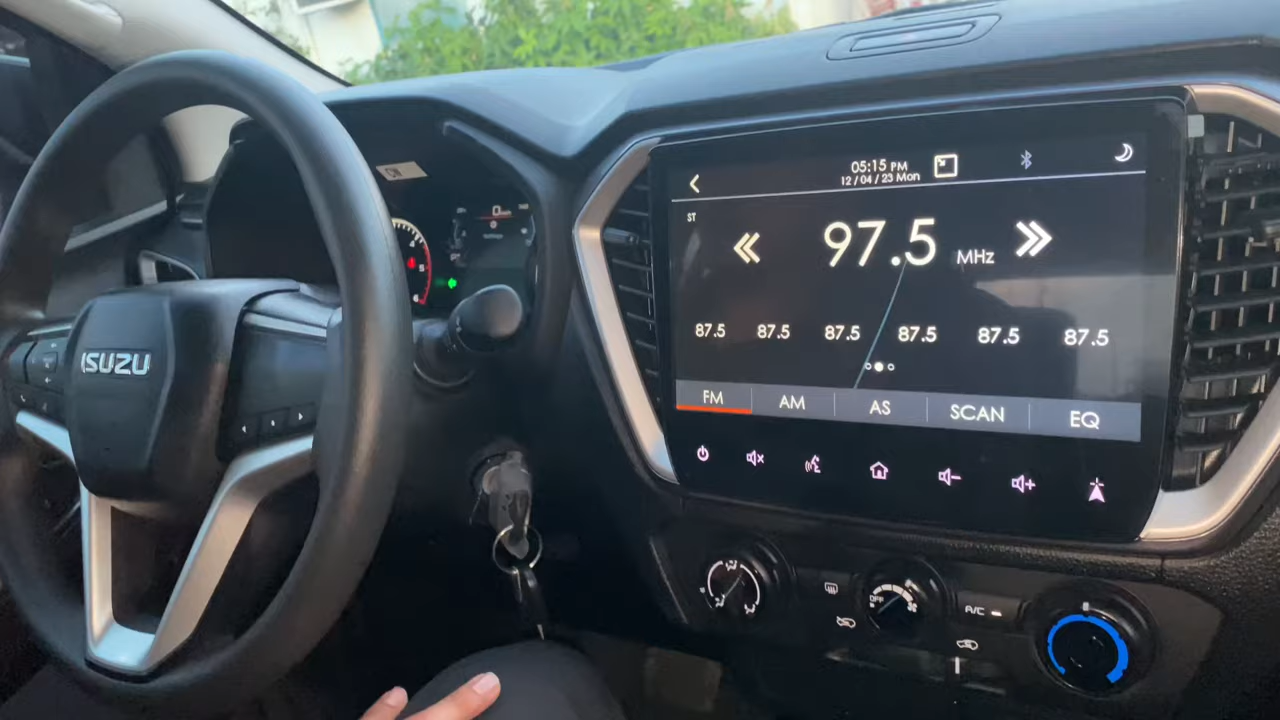 05:15 PM
12 / 04 / 23 Mon
ST
97.5 MHz
87.5 87.5 87.5 87.5 87.5 87.5
FM AM AS SCAN EQ
ISUZU
OFF
A/C